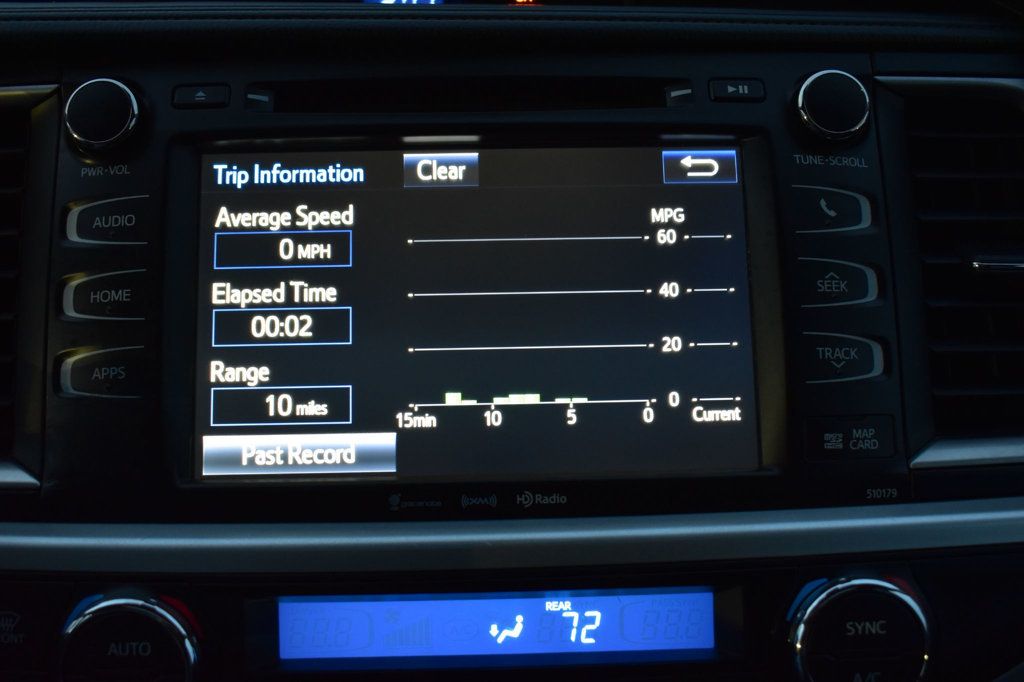 PWR•VOL
AUDIO
HOME
APPS
Trip Information
Clear
Average Speed
0 MPH
Elapsed Time
00:02
Range
10 miles
Past Record
MPG
60
40
20
0
15min 10 5 0 Current
TUNE•SCROLL
SEEK
TRACK
MAP
CARD
510179
gracenote
((XM))
HD Radio
AUTO
REAR
72
SYNC
A/C